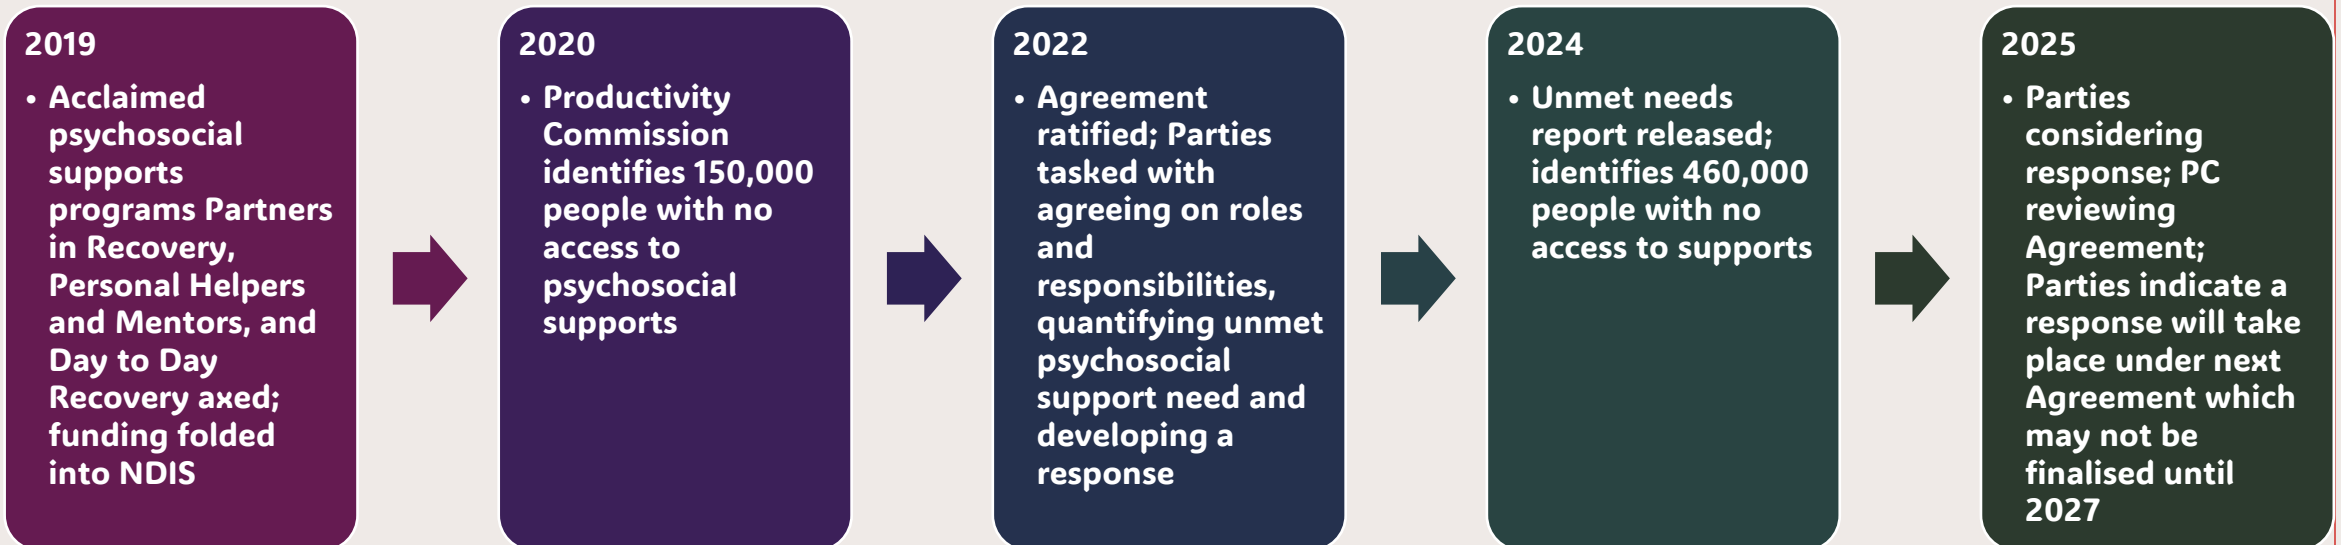 2019
• Acclaimed
psychosocial
supports
programs Partners
in Recovery,
Personal Helpers
and Mentors, and
Day to Day
Recovery axed;
funding folded
into NDIS
2020
• Productivity
Commission
identifies 150,000
people with no
access to
psychosocial
supports
2022
• Agreement
ratified; Parties
tasked with
agreeing on roles
and
responsibilities,
quantifying unmet
psychosocial
support need and
developing a
response
2024
• Unmet needs
report released;
identifies 460,000
people with no
access to supports
2025
• Parties
considering
response; PC
reviewing
Agreement;
Parties indicate a
response will take
place under next
Agreement which
may not be
finalised until
2027